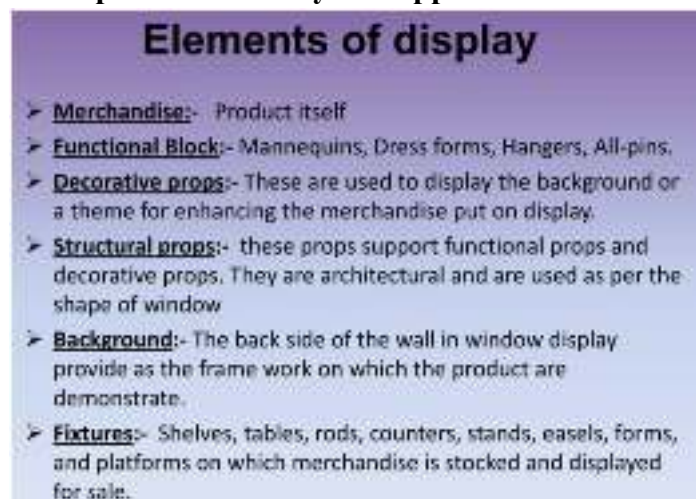 Elements of display
➢ Merchandise:- Product itself
➢ Functional Block:- Mannequins, Dress forms, Hangers, All-pins.
➢ Decorative props:- These are used to display the background or
a theme for enhancing the merchandise put on display.
➢ Structural props:- these props support functional props and
decorative props. They are architectural and are used as per the
shape of window
➢ Background:- The back side of the wall in window display
provide as the frame work on which the product are
demonstrate.
➢ Fixtures:- Shelves, tables, rods, counters, stands, easels, forms,
and platforms on which merchandise is stocked and displayed
for sale.